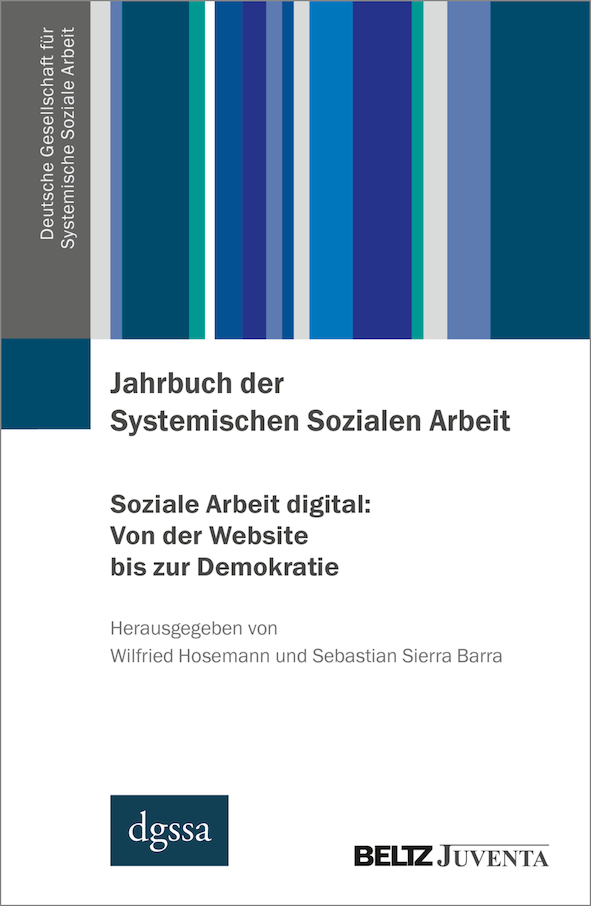 Deutsche Gesellschaft für
Systemische Soziale Arbeit
Jahrbuch der
Systemischen Sozialen Arbeit
Soziale Arbeit digital:
Von der Website
bis zur Demokratie
Herausgegeben von
Wilfried Hosemann und Sebastian Sierra Barra
dgssa
BELTZ JUVENTA